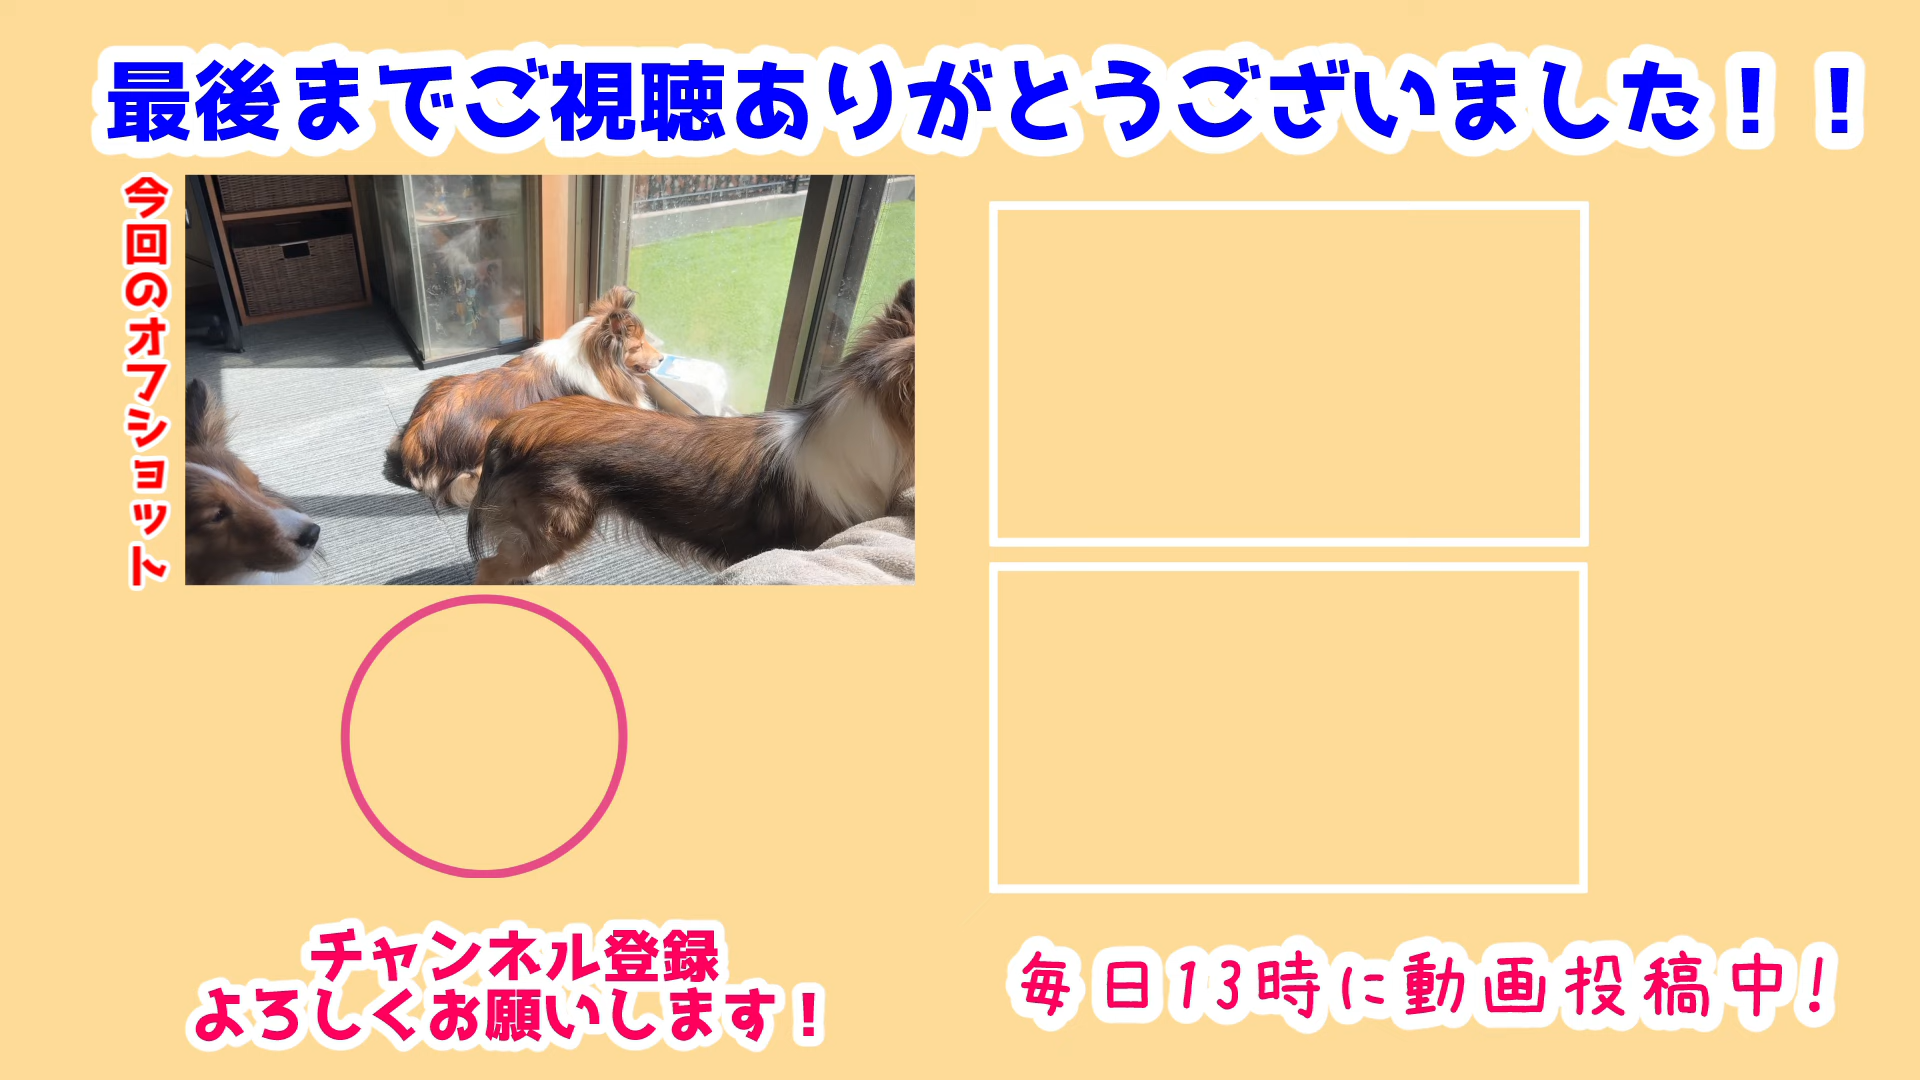 最後までご視聴ありがとうございました！！
今回のオフショット
チャンネル登録
よろしくお願いします！
毎日13時に動画投稿中!